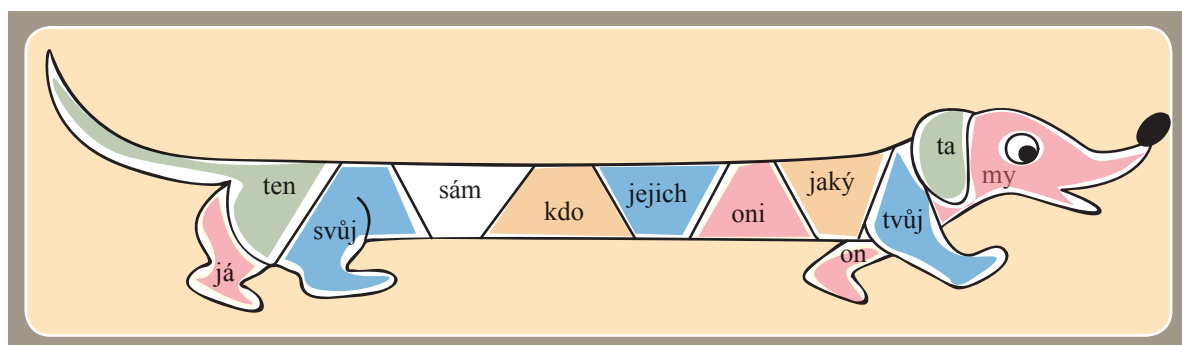 já
ten
svůj
sám
kdo
jejich
oni
jaký
on
tvůj
ta
my